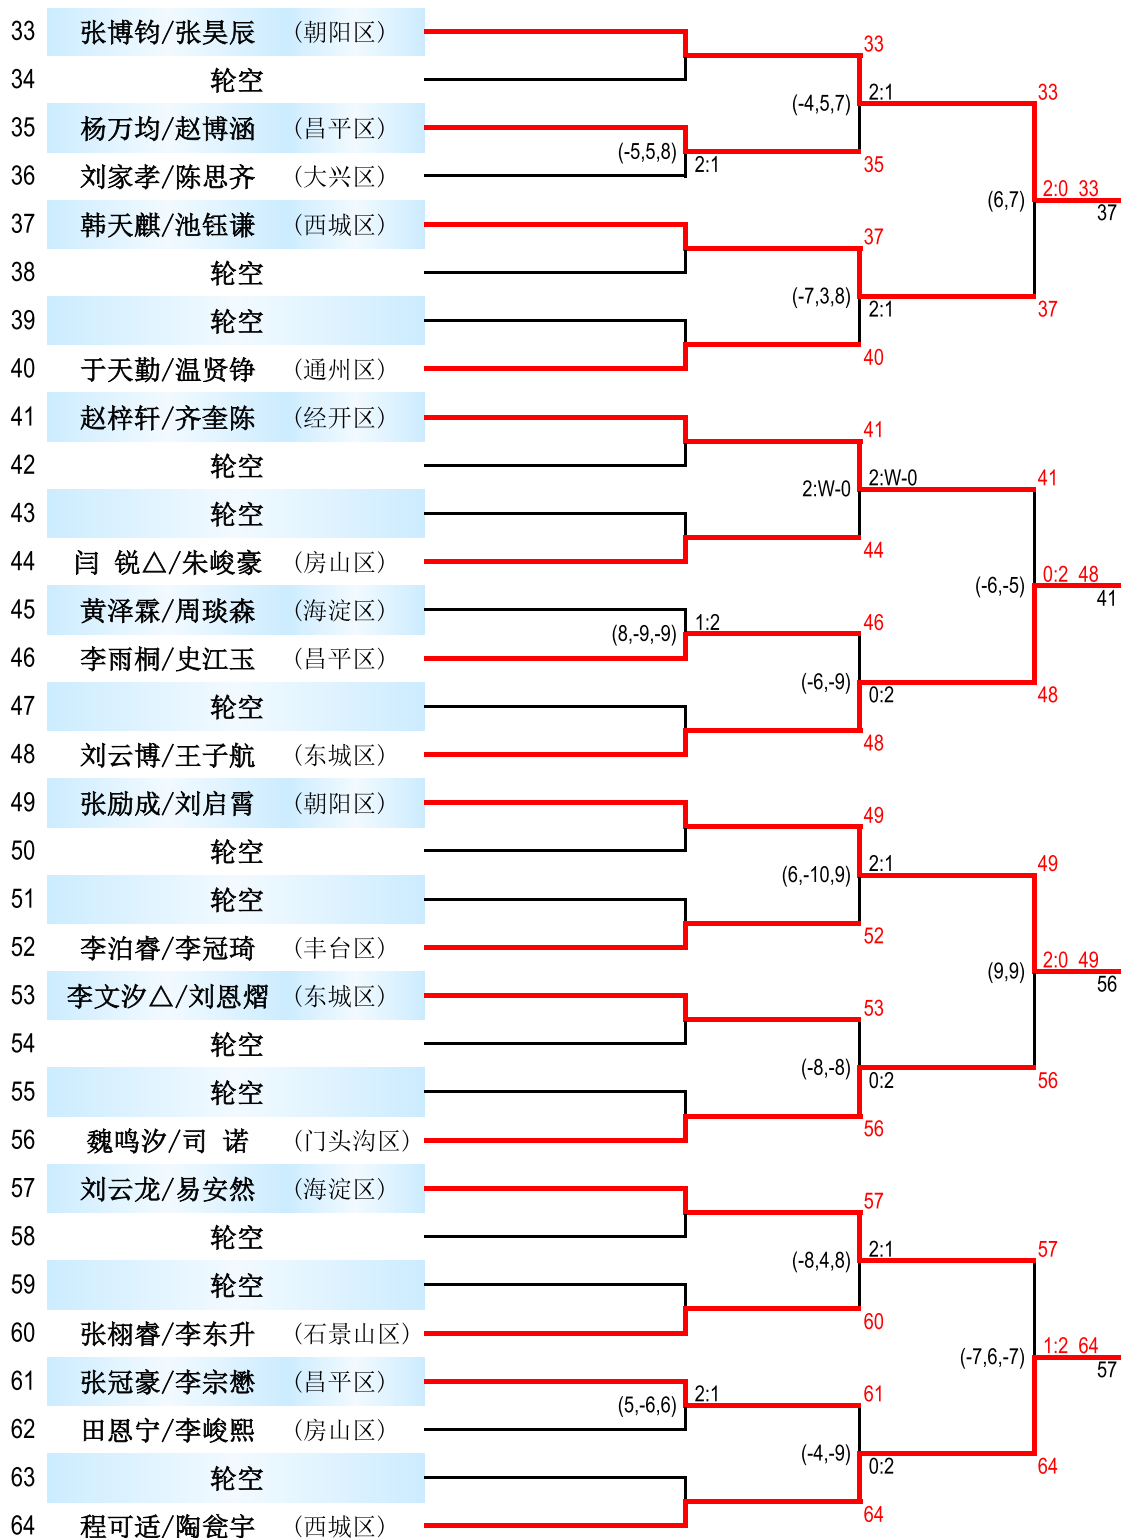 33 张博钧/张昊辰 (朝阳区)
33
34 轮空
(-4,5,7) 2:1 33
35 杨万均/赵博涵 (昌平区)
(-5,5,8) 2:1 35
36 刘家孝/陈思齐 (大兴区)
(6,7) 2:0 33
37
37 韩天麒/池钰谦 (西城区)
37
38 轮空
(-7,3,8) 2:1 37
39 轮空
40
40 于天勤/温贤铮 (通州区)
41 赵梓轩/齐奎陈 (经开区)
41
42 轮空
2:W-0 2:W-0 41
43 轮空
44
44 闫 锐△/朱峻豪 (房山区)
(-6,-5) 0:2 48
41
45 黄泽霖/周琰森 (海淀区)
(8,-9,-9) 1:2 46
46 李雨桐/史江玉 (昌平区)
(-6,-9) 0:2 48
47 轮空
48
48 刘云博/王子航 (东城区)
49 张励成/刘启霄 (朝阳区)
49
50 轮空
(6,-10,9) 2:1 49
51 轮空
52
52 李泊睿/李冠琦 (丰台区)
(9,9) 2:0 49
56
53 李文汐△/刘恩熠 (东城区)
53
54 轮空
(-8,-8) 0:2 56
55 轮空
56
56 魏鸣汐/司 诺 (门头沟区)
57 刘云龙/易安然 (海淀区)
57
58 轮空
(-8,4,8) 2:1 57
59 轮空
60
60 张栩睿/李东升 (石景山区)
(-7,6,-7) 1:2 64
57
61 张冠豪/李宗懋 (昌平区)
(5,-6,6) 2:1 61
62 田恩宁/李峻熙 (房山区)
(-4,-9) 0:2 64
63 轮空
64
64 程可适/陶瓮宇 (西城区)